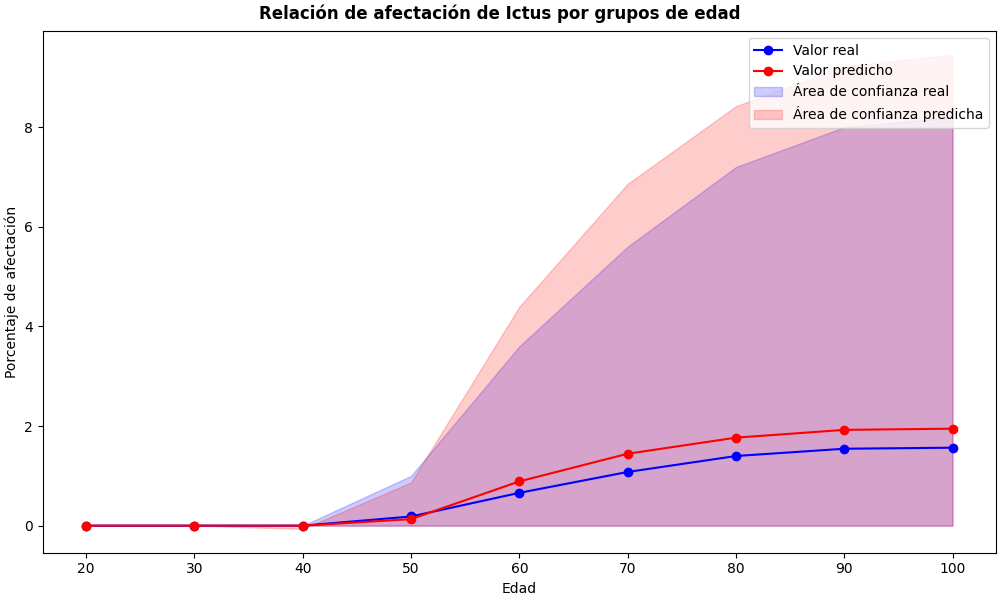 Relación de afectación de Ictus por grupos de edad
Valor real
Valor predicho
Área de confianza real
Área de confianza predicha
Porcentaje de afectación
8
6
4
2
0
20 30 40 50 60 70 80 90 100
Edad